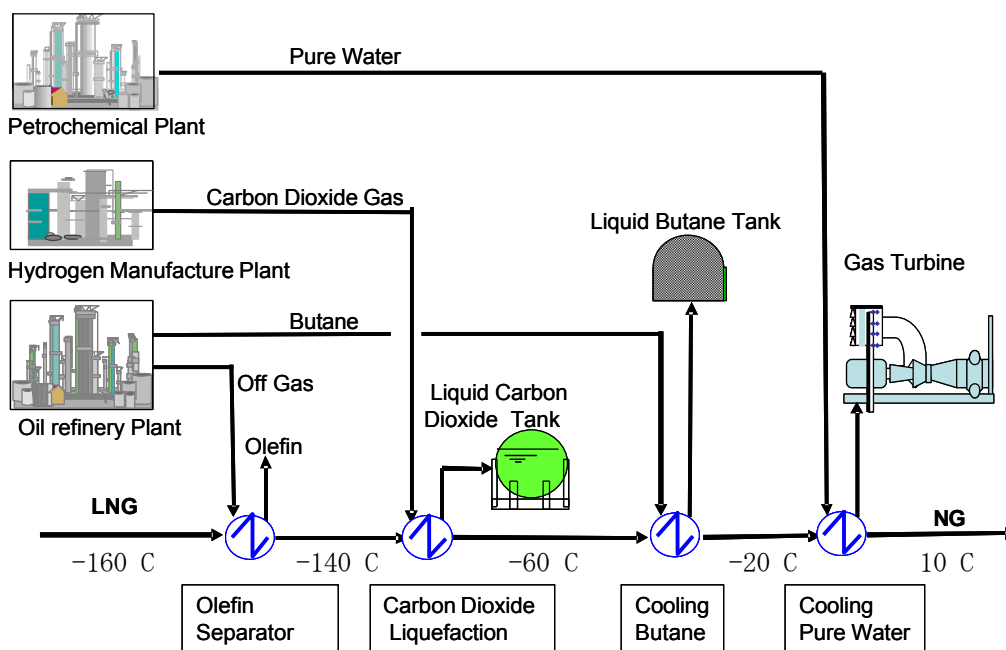 Pure Water
Petrochemical Plant
Carbon Dioxide Gas
Hydrogen Manufacture Plant
Liquid Butane Tank
Gas Turbine
Butane
Off Gas
Oil refinery Plant
Liquid Carbon
Dioxide Tank
Olefin
LNG
NG
-160 C
-140 C
-60 C
-20 C
10 C
Olefin
Separator
Carbon Dioxide
Liquefaction
Cooling
Butane
Cooling
Pure Water